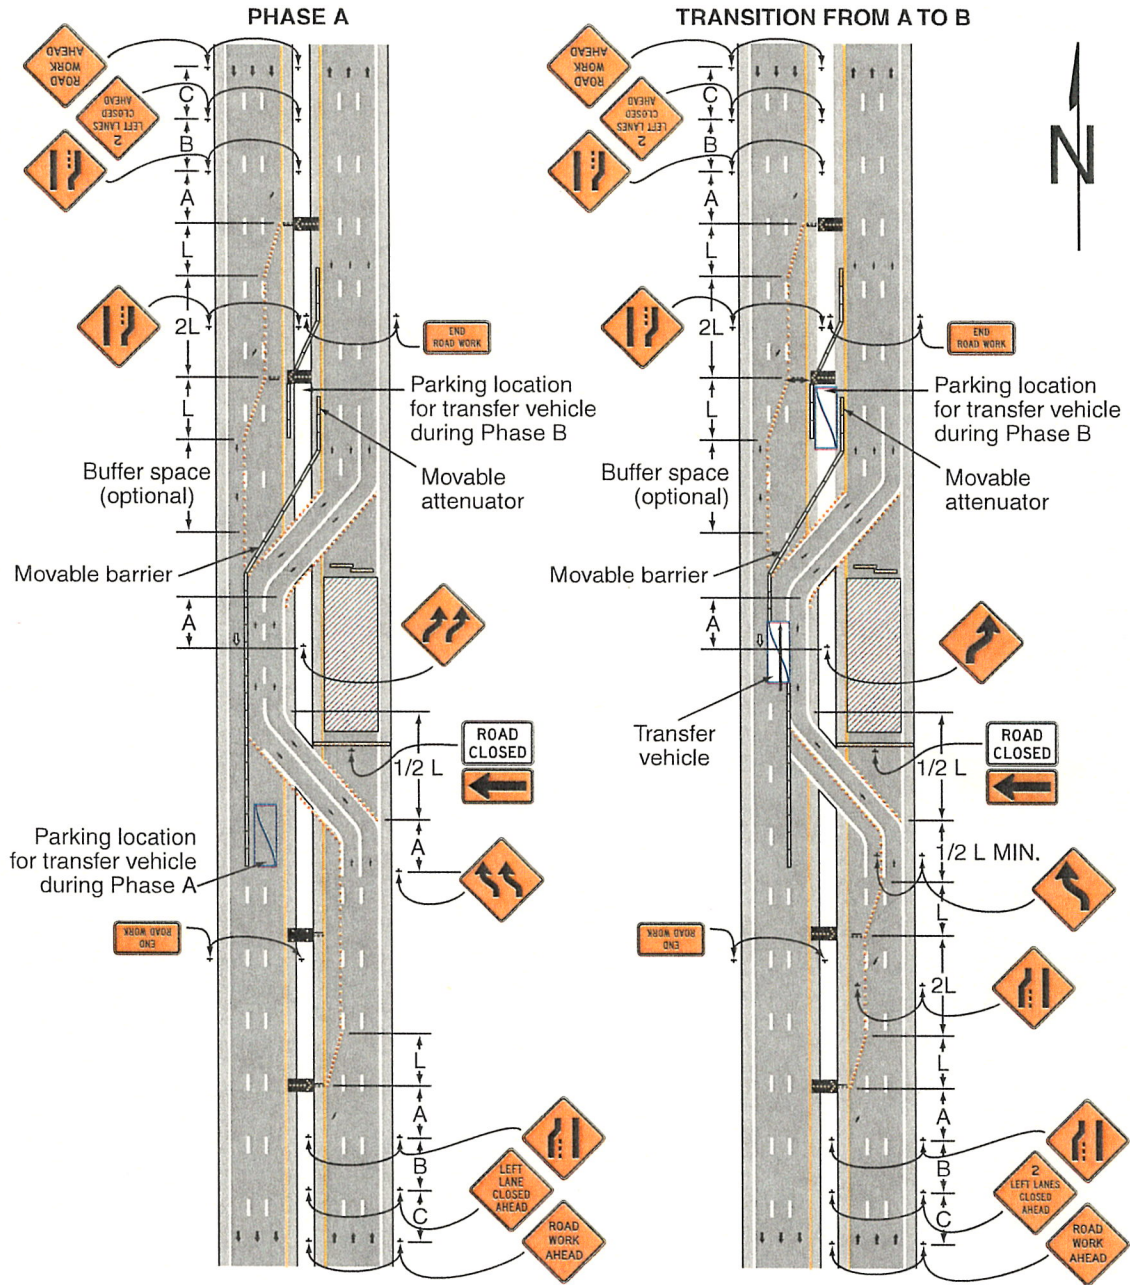 PHASE A
ROAD
WORK
AHEAD
2
LEFT LANES
CLOSED
AHEAD
C
B
A
L
2L
L
END
ROAD WORK
Parking location
for transfer vehicle
during Phase B
Buffer space
(optional)
Movable
attenuator
Movable barrier
A
ROAD
CLOSED
1/2 L
Parking location
for transfer vehicle
during Phase A
A
END
ROAD WORK
L
A
B
C
LEFT
LANE
CLOSED
AHEAD
ROAD
WORK
AHEAD
TRANSITION FROM A TO B
ROAD
WORK
AHEAD
2
LEFT LANES
CLOSED
AHEAD
N
C
B
A
L
2L
L
END
ROAD WORK
Parking location
for transfer vehicle
during Phase B
Buffer space
(optional)
Movable
attenuator
Movable barrier
A
Transfer
vehicle
ROAD
CLOSED
1/2 L
1/2 L MIN.
L
END
ROAD WORK
2L
L
A
B
C
2
LEFT LANES
CLOSED
AHEAD
ROAD
WORK
AHEAD